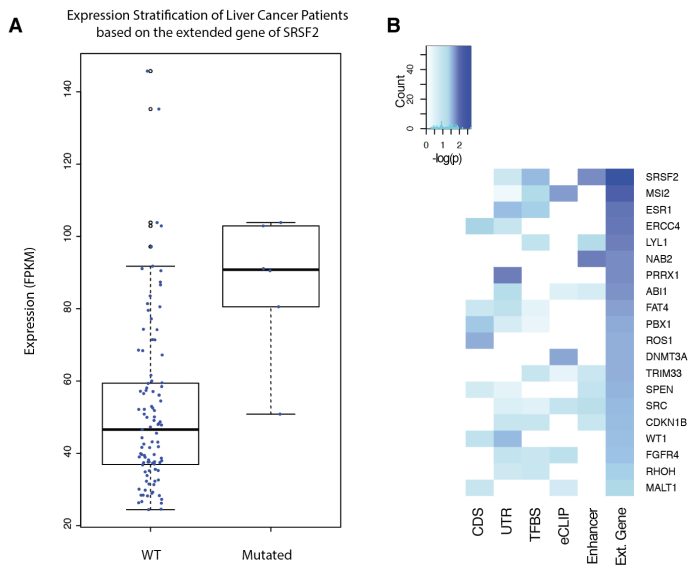 A
Expression Stratification of Liver Cancer Patients
based on the extended gene of SRSF2
Expression (FPKM)
140
120
100
80
60
40
20
WT Mutated
B
Count
40
20
0
0 1 2
-log(p)
SRSF2
MSI2
ESR1
ERCC4
LYL1
NAB2
PRRX1
ABI1
FAT4
PBX1
ROS1
DNMT3A
TRIM33
SPEN
SRC
CDKN1B
WT1
FGFR4
RHOH
MALT1
CDS UTR TFBS eCLIP Enhancer Ext. Gene